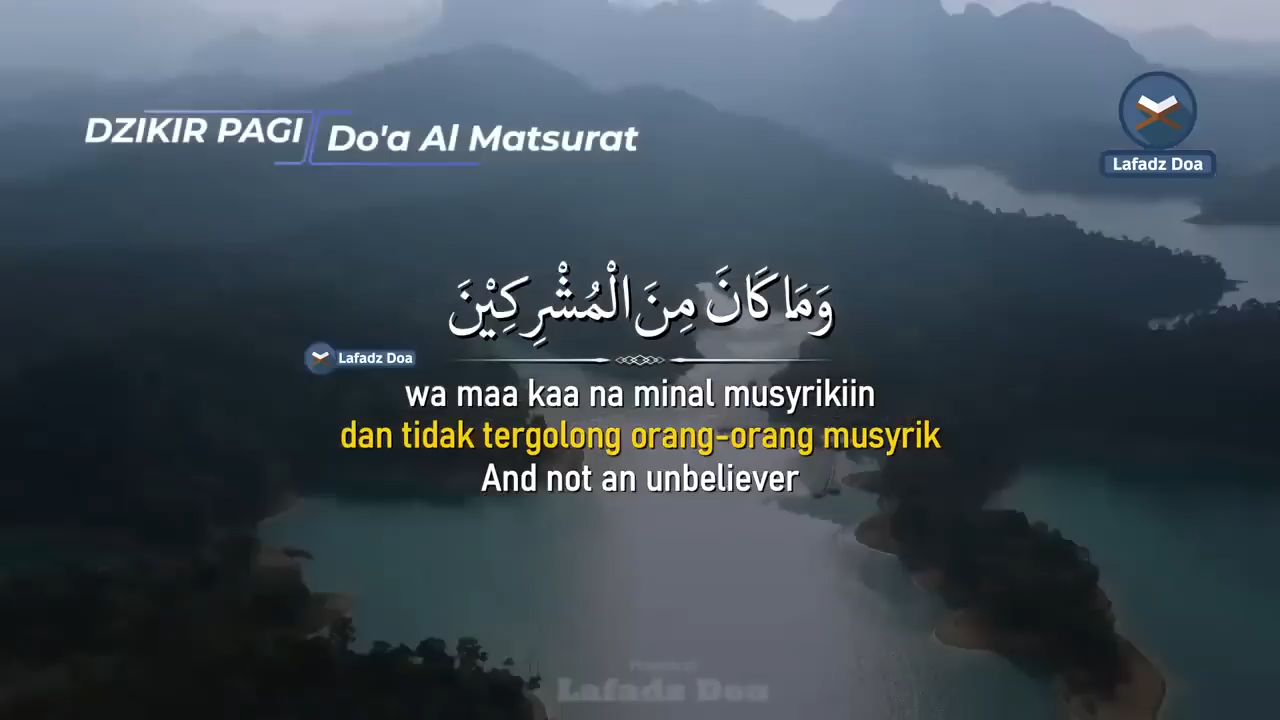 DZIKIR PAGI
Do'a Al Matsurat
Lafadz Doa
وَمَا كَانَ مِنَ الْمُشْرِكِيْنَ
Lafadz Doa
wa maa kaa na minal musyrikiin
dan tidak tergolong orang-orang musyrik
And not an unbeliever
Lafadz Doa